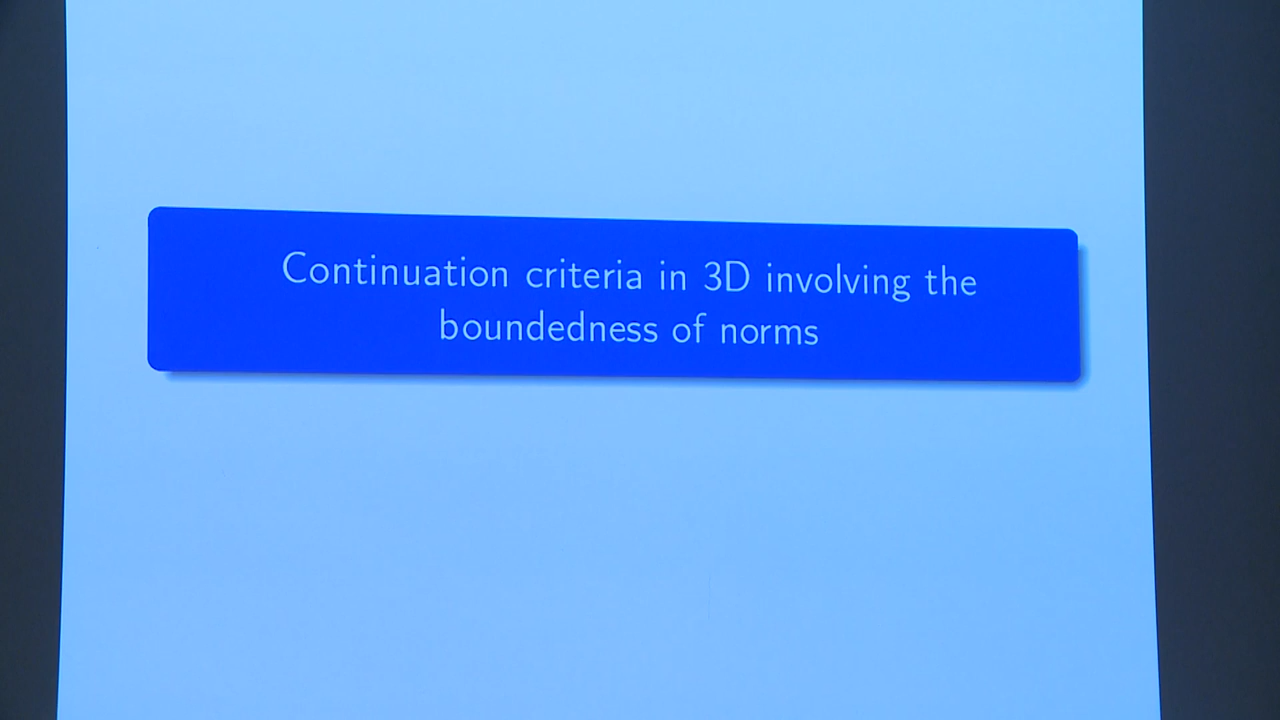 Continuation criteria in 3D involving the
boundedness of norms